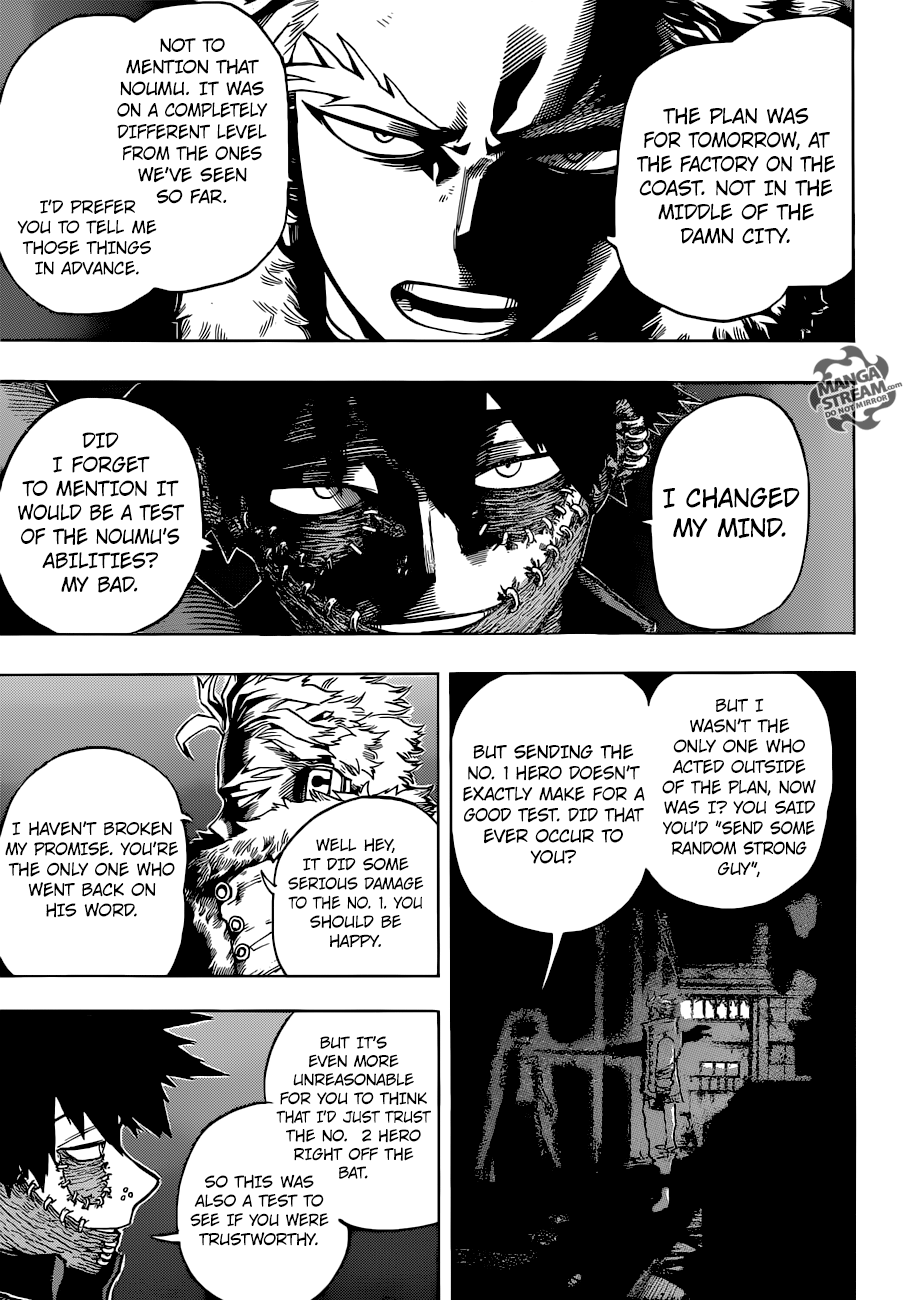 THE PLAN WAS
FOR TOMORROW, AT
THE FACTORY ON THE
COAST. NOT IN THE
MIDDLE OF THE
DAMN CITY.
NOT TO
MENTION THAT
NOUMU. IT WAS
ON A COMPLETELY
DIFFERENT LEVEL
FROM THE ONES
WE'VE SEEN
SO FAR.
I'D PREFER
YOU TO TELL ME
THOSE THINGS
IN ADVANCE.
MANGA
STREAM.com
DO NOT MIRROR
I CHANGED
MY MIND.
DID
I FORGET
TO MENTION IT
WOULD BE A TEST
OF THE NOUMU'S
ABILITIES?
MY BAD.
BUT I
WASN'T THE
ONLY ONE WHO
ACTED OUTSIDE
OF THE PLAN, NOW
WAS I? YOU SAID
YOU'D "SEND SOME
RANDOM STRONG
GUY",
BUT SENDING THE
NO. 1 HERO DOESN'T
EXACTLY MAKE FOR A
GOOD TEST. DID THAT
EVER OCCUR TO
YOU?
WELL HEY,
IT DID SOME
SERIOUS DAMAGE
TO THE NO. 1. YOU
SHOULD BE
HAPPY.
I HAVEN'T BROKEN
MY PROMISE. YOU'RE
THE ONLY ONE WHO
WENT BACK ON
HIS WORD.
BUT IT'S
EVEN MORE
UNREASONABLE
FOR YOU TO THINK
THAT I'D JUST TRUST
THE NO. 2 HERO
RIGHT OFF THE
BAT.
SO THIS WAS
ALSO A TEST TO
SEE IF YOU WERE
TRUSTWORTHY.